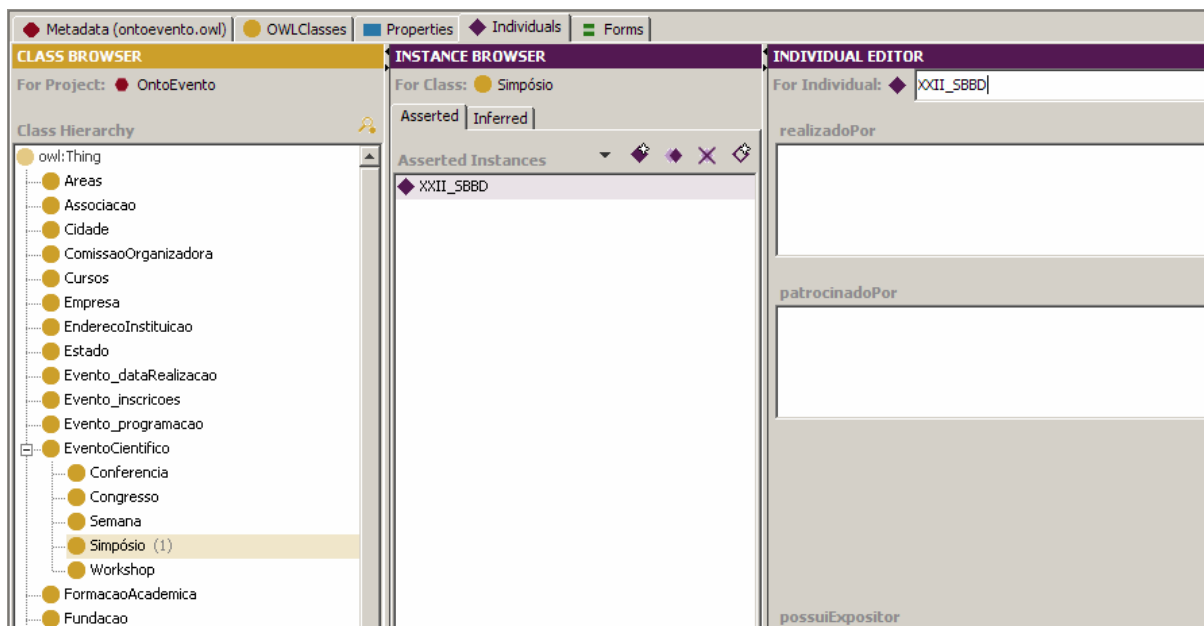 Metadata (ontoevento.owl) OWLClasses Properties Individuals Forms
CLASS BROWSER
For Project: OntoEvento
Class Hierarchy
owl:Thing
Areas
Associacao
Cidade
ComissaoOrganizadora
Cursos
Empresa
EnderecoInstituicao
Estado
Evento_dataRealizacao
Evento_inscricoes
Evento_programacao
EventoCientifico
Conferencia
Congresso
Semana
Simpósio (1)
Workshop
FormacaoAcademica
Fundacao
INSTANCE BROWSER
For Class: Simpósio
Asserted Inferred
Asserted Instances
XXII_SBBD
INDIVIDUAL EDITOR
For Individual: XXII_SBBD
realizadoPor
patrocinadoPor
possuiExpositor